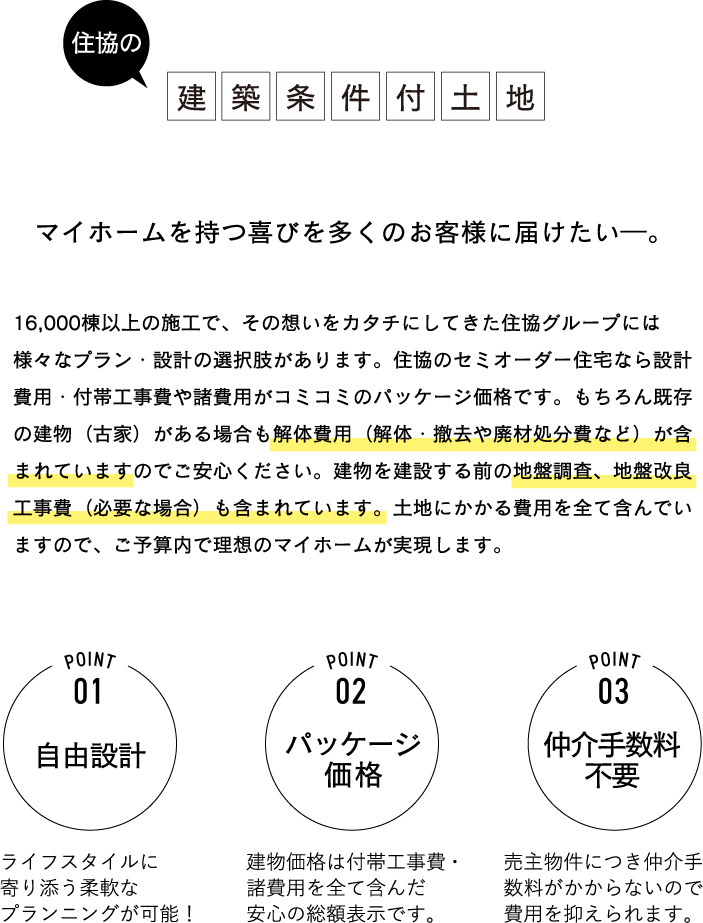 住協の
建築条件付土地
マイホームを持つ喜びを多くのお客様に届けたい―。
16,000棟以上の施工で、その想いをカタチにしてきた住協グループには
様々なプラン・設計の選択肢があります。住協のセミオーダー住宅なら設計
費用・付帯工事費や諸費用がコミコミのパッケージ価格です。もちろん既存
の建物（古家）がある場合も解体費用（解体・撤去や廃材処分費など）が含
まれていますのでご安心ください。建物を建設する前の地盤調査、地盤改良
工事費（必要な場合）も含まれています。土地にかかる費用を全て含んでい
ますので、ご予算内で理想のマイホームが実現します。
POINT
01
自由設計
ライフスタイルに
寄り添う柔軟な
プランニングが可能！
POINT
02
パッケージ
価格
建物価格は付帯工事費・
諸費用を全て含んだ
安心の総額表示です。
POINT
03
仲介手数料
不要
売主物件につき仲介手
数料がかからないので
費用を抑えられます。